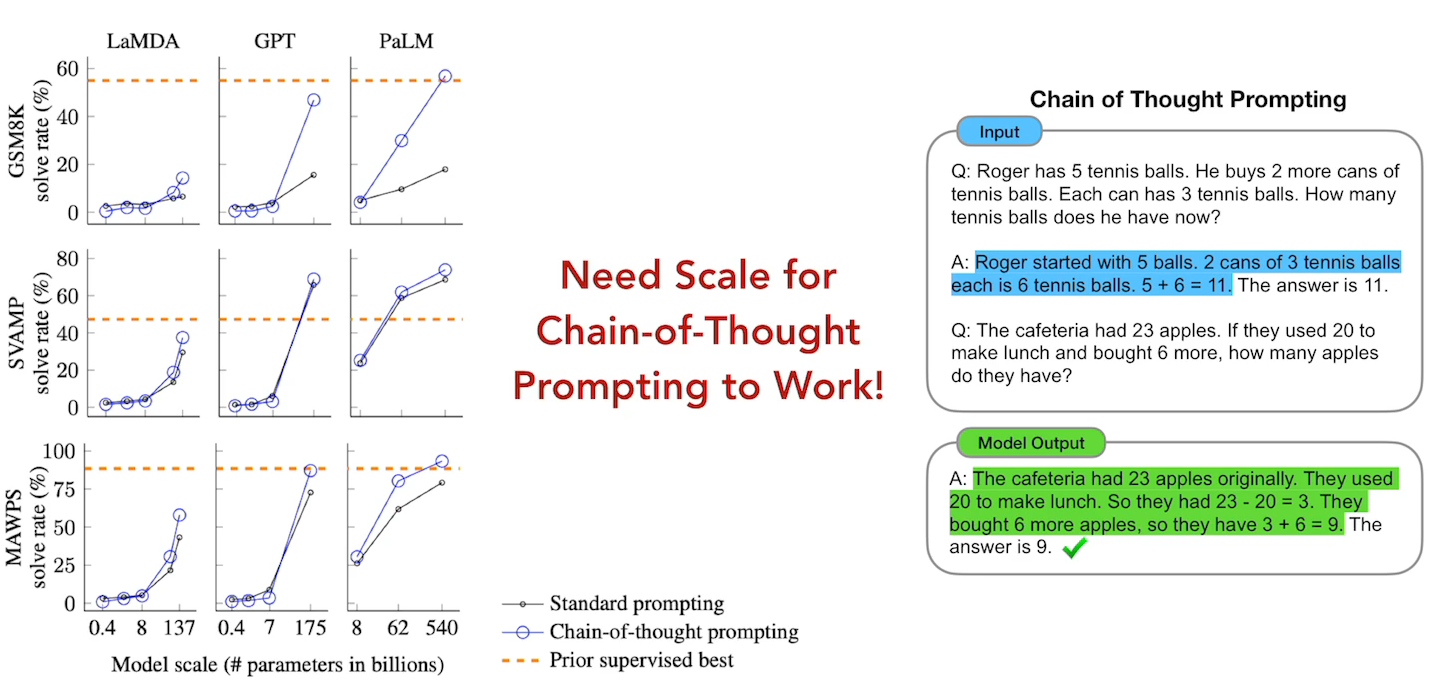 LaMDA
GPT
PaLM
GSM8K
solve rate (%)
60
40
20
0
SVAMP
solve rate (%)
80
60
40
20
0
MAWPS
solve rate (%)
100
75
50
25
0
0.4 8 137
0.4 7 175
8 62 540
Model scale (# parameters in billions)
Standard prompting
Chain-of-thought prompting
Prior supervised best
Need Scale for
Chain-of-Thought
Prompting to Work!
Chain of Thought Prompting
Input
Q: Roger has 5 tennis balls. He buys 2 more cans of
tennis balls. Each can has 3 tennis balls. How many
tennis balls does he have now?
A: Roger started with 5 balls. 2 cans of 3 tennis balls
each is 6 tennis balls. 5 + 6 = 11. The answer is 11.
Q: The cafeteria had 23 apples. If they used 20 to
make lunch and bought 6 more, how many apples
do they have?
Model Output
A: The cafeteria had 23 apples originally. They used
20 to make lunch. So they had 23 - 20 = 3. They
bought 6 more apples, so they have 3 + 6 = 9. The
answer is 9.